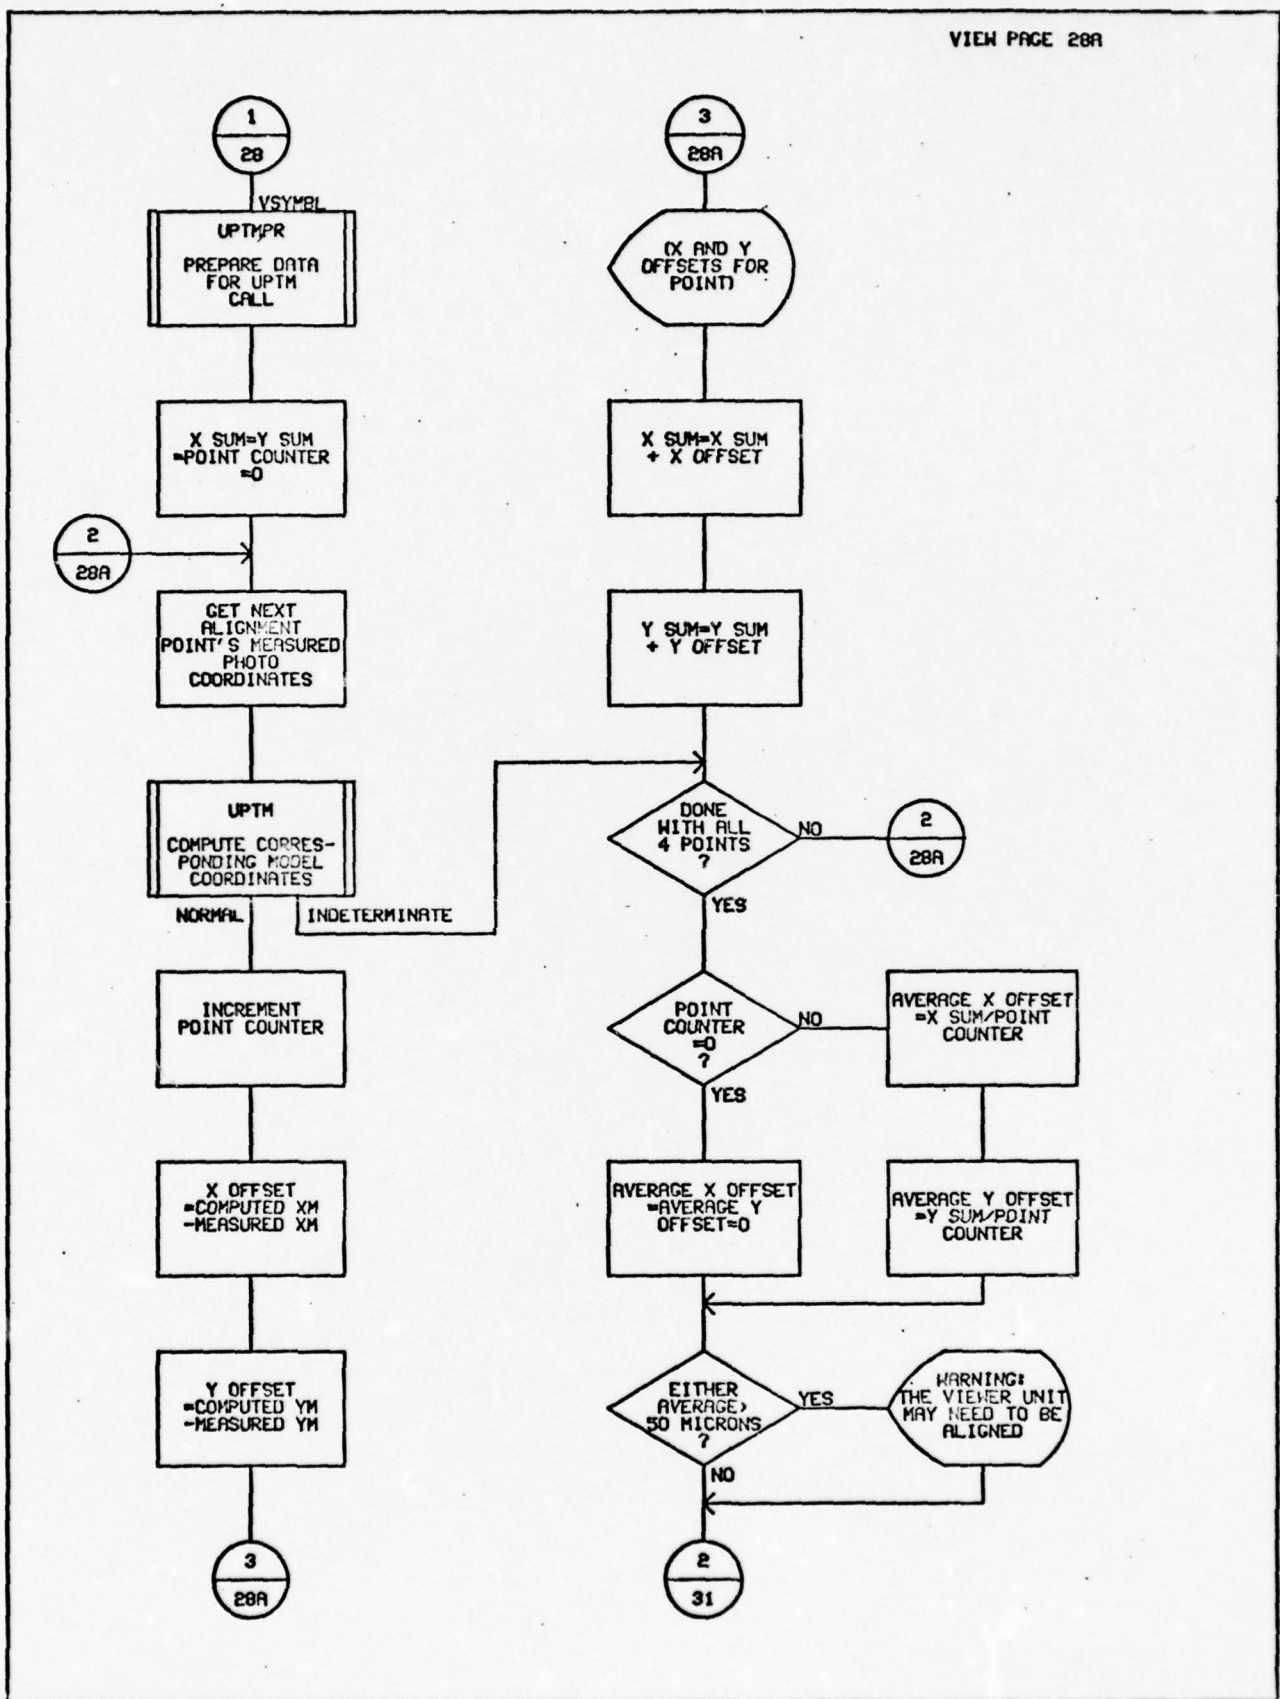 VIEW PAGE 28A
1
28
VSYMBL
UPTMPR
PREPARE DATA
FOR UPTM
CALL
X SUM=Y SUM
=POINT COUNTER
=0
2
28A
GET NEXT
ALIGNMENT
POINT'S MEASURED
PHOTO
COORDINATES
UPTM
COMPUTE CORRES-
PONDING MODEL
COORDINATES
NORMAL
INDETERMINATE
INCREMENT
POINT COUNTER
X OFFSET
=COMPUTED XM
-MEASURED XM
Y OFFSET
=COMPUTED YM
-MEASURED YM
3
28A
3
28A
(X AND Y
OFFSETS FOR
POINT)
X SUM=X SUM
+ X OFFSET
Y SUM=Y SUM
+ Y OFFSET
DONE
WITH ALL
4 POINTS
?
NO
2
28A
YES
POINT
COUNTER
=0
?
NO
AVERAGE X OFFSET
=X SUM/POINT
COUNTER
YES
AVERAGE X OFFSET
=AVERAGE Y
OFFSET=0
AVERAGE Y OFFSET
=Y SUM/POINT
COUNTER
EITHER
AVERAGE>
50 MICRONS
?
YES
WARNING:
THE VIEWER UNIT
MAY NEED TO BE
ALIGNED
NO
2
31